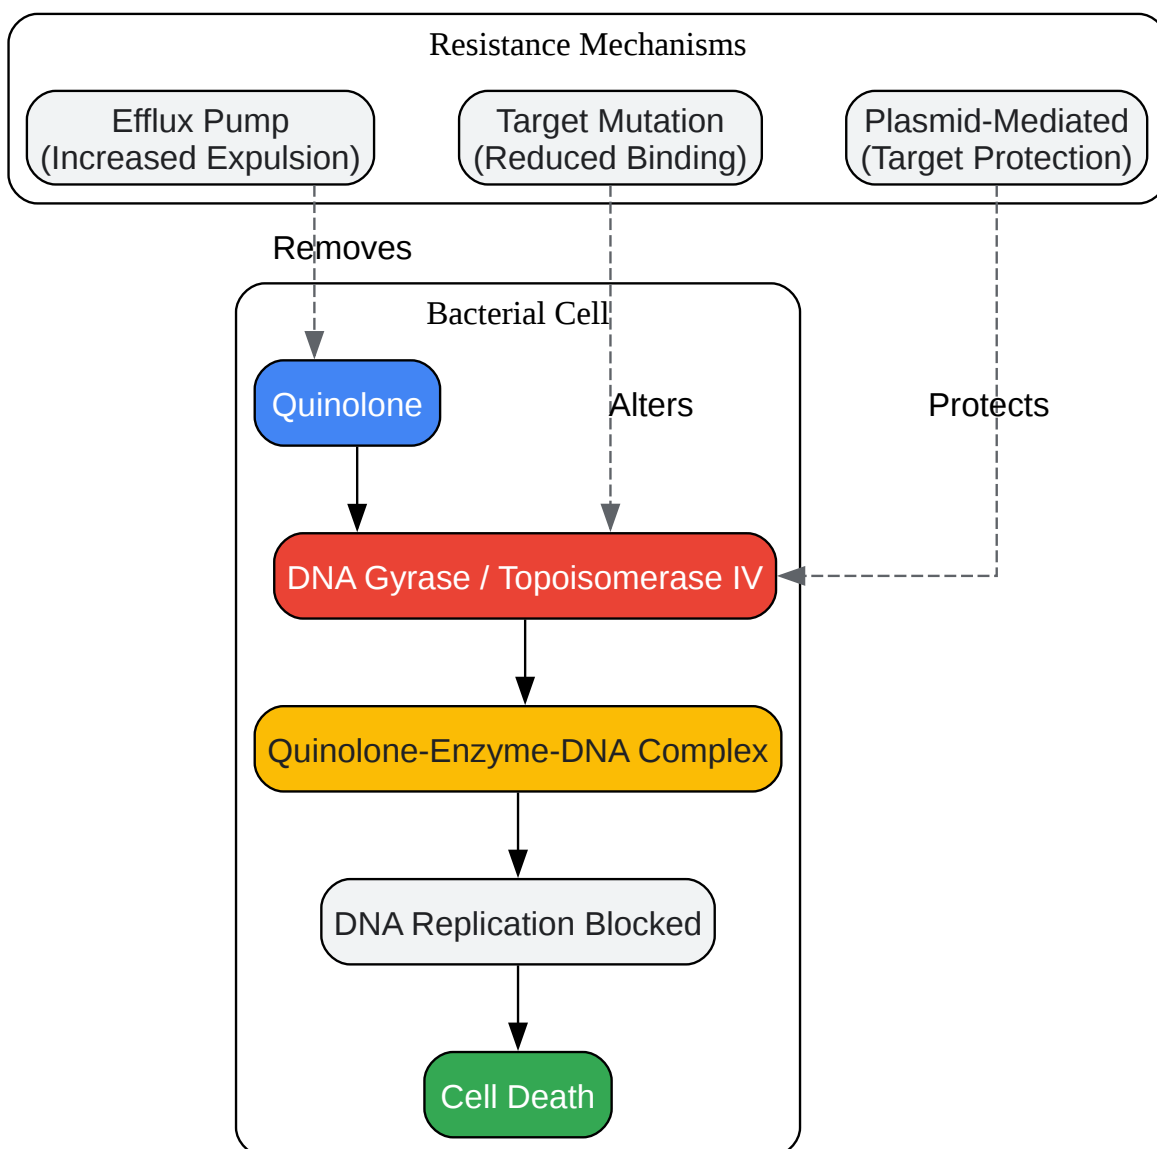 Resistance Mechanisms
Efflux Pump
(Increased Expulsion)
Target Mutation
(Reduced Binding)
Plasmid-Mediated
(Target Protection)
Removes
Bacterial Cell
Quinolone
Alters
Protects
DNA Gyrase / Topoisomerase IV
Quinolone-Enzyme-DNA Complex
DNA Replication Blocked
Cell Death